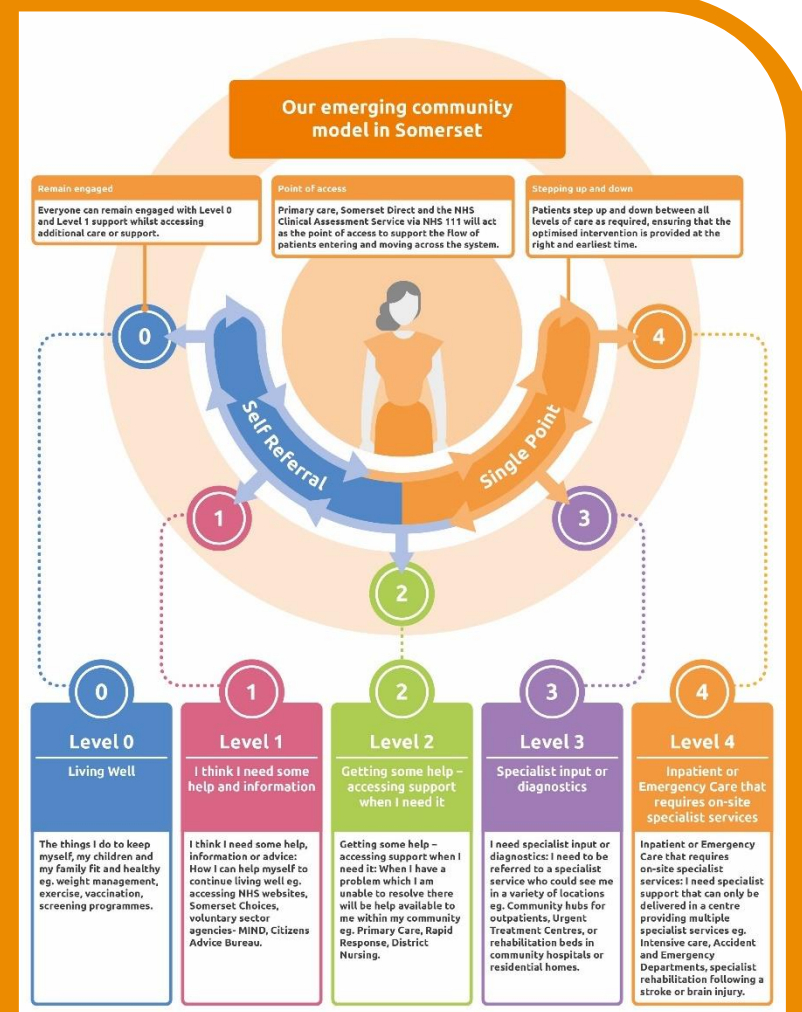 Our emerging community
model in Somerset
Remain engaged
Everyone can remain engaged with Level 0
and Level 1 support whilst accessing
additional care or support.
Point of access
Primary care, Somerset Direct and the NHS
Clinical Assessment Service via NHS 111 will act
as the point of access to support the flow of
patients entering and moving across the system.
Stepping up and down
Patients step up and down between all
levels of care as required, ensuring that the
optimised intervention is provided at the
right and earliest time.
0
4
Self Referral
Single Point
1
3
2
0
Level 0
Living Well
The things I do to keep
myself, my children and
my family fit and healthy
eg. weight management,
exercise, vaccination,
screening programmes.
1
Level 1
I think I need some
help and information
I think I need some help,
information or advice:
How I can help myself to
continue living well eg.
accessing NHS websites,
Somerset Choices,
voluntary sector
agencies- MIND, Citizens
Advice Bureau.
2
Level 2
Getting some help –
accessing support
when I need it
Getting some help –
accessing support when I
need it: When I have a
problem which I am
unable to resolve there
will be help available to
me within my community
eg. Primary Care, Rapid
Response, District
Nursing.
3
Level 3
Specialist input or
diagnostics
I need specialist input or
diagnostics: I need to be
referred to a specialist
service who could see me
in a variety of locations
eg. Community hubs for
outpatients, Urgent
Treatment Centres, or
rehabilitation beds in
community hospitals or
residential homes.
4
Level 4
Inpatient or
Emergency Care that
requires on-site
specialist services
Inpatient or Emergency
Care that requires
on-site specialist
services: I need specialist
support that can only be
delivered in a centre
providing multiple
specialist services eg.
Intensive care, Accident
and Emergency
Departments, specialist
rehabilitation following a
stroke or brain injury.